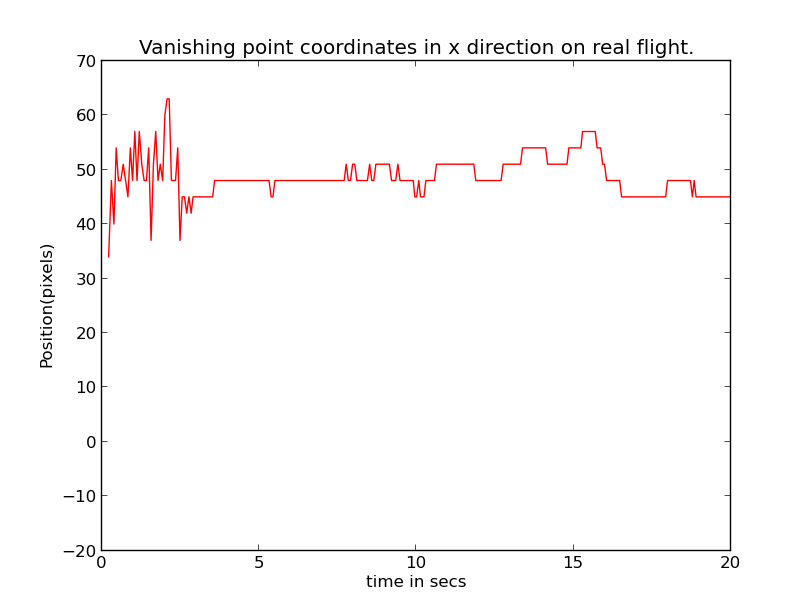 Vanishing point coordinates in x direction on real flight.
70
60
50
40
30
20
10
0
−10
−20
Position(pixels)
0 5 10 15 20
time in secs